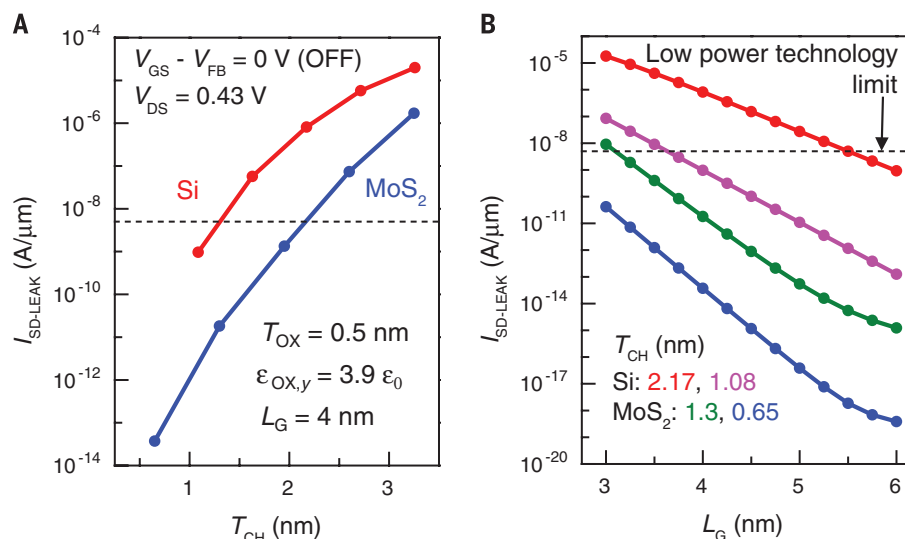 A
I_SD-LEAK (A/μm)
10^-4
10^-6
10^-8
10^-10
10^-12
10^-14
V_GS - V_FB = 0 V (OFF)
V_DS = 0.43 V
Si
MoS_2
T_OX = 0.5 nm
ε_OX,y = 3.9 ε_0
L_G = 4 nm
1 2 3
T_CH (nm)
B
I_SD-LEAK (A/μm)
10^-5
10^-8
10^-11
10^-14
10^-17
10^-20
Low power technology
limit
T_CH (nm)
Si: 2.17, 1.08
MoS_2: 1.3, 0.65
3 4 5 6
L_G (nm)